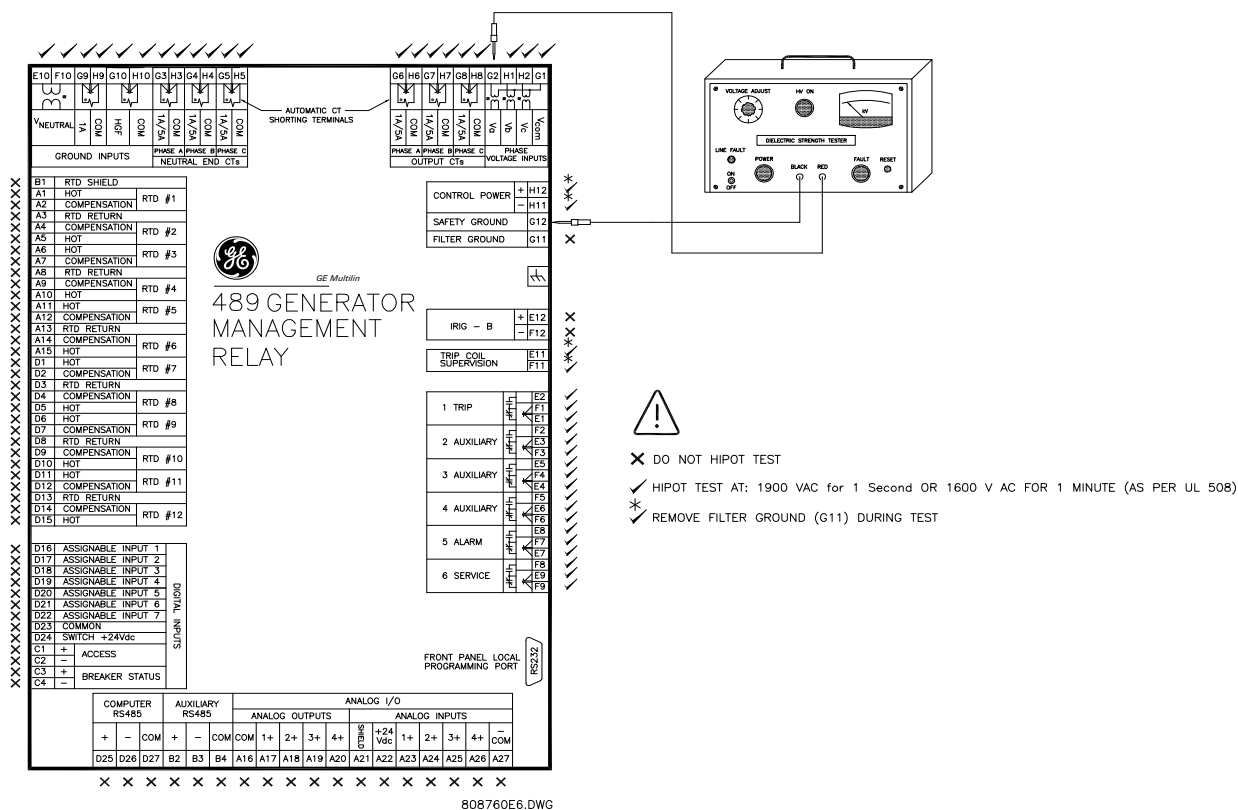 E10 F10 G9 H9 G10 H10 G3 H3 G4 H4 G5 H5
G6 H6 G7 H7 G8 H8 G2 H1 H2 G1
AUTOMATIC CT
SHORTING TERMINALS
VNEUTRAL 1A COM HGF COM 1A/5A COM 1A/5A COM 1A/5A COM
1A/5A COM 1A/5A COM 1A/5A COM Va Vb Vc Vcom
PHASE A PHASE B PHASE C
GROUND INPUTS
NEUTRAL END CTs
PHASE A PHASE B PHASE C
OUTPUT CTs
PHASE
VOLTAGE INPUTS
VOLTAGE ADJUST
HV ON
kV
DIELECTRIC STRENGTH TESTER
LINE FAULT
ON
OFF
POWER
BLACK RED
FAULT RESET
B1 RTD SHIELD
A1 HOT
RTD #1
A2 COMPENSATION
A3 RTD RETURN
A4 COMPENSATION
RTD #2
A5 HOT
A6 HOT
RTD #3
A7 COMPENSATION
A8 RTD RETURN
A9 COMPENSATION
RTD #4
A10 HOT
A11 HOT
RTD #5
A12 COMPENSATION
A13 RTD RETURN
A14 COMPENSATION
RTD #6
A15 HOT
D1 HOT
RTD #7
D2 COMPENSATION
D3 RTD RETURN
D4 COMPENSATION
RTD #8
D5 HOT
D6 HOT
RTD #9
D7 COMPENSATION
D8 RTD RETURN
D9 COMPENSATION
RTD #10
D10 HOT
D11 HOT
RTD #11
D12 COMPENSATION
D13 RTD RETURN
D14 COMPENSATION
RTD #12
D15 HOT
D16 ASSIGNABLE INPUT 1
D17 ASSIGNABLE INPUT 2
D18 ASSIGNABLE INPUT 3
D19 ASSIGNABLE INPUT 4
D20 ASSIGNABLE INPUT 5
D21 ASSIGNABLE INPUT 6
D22 ASSIGNABLE INPUT 7
D23 COMMON
D24 SWITCH +24Vdc
C1 +
ACCESS
C2 –
C3 +
BREAKER STATUS
C4 –
DIGITAL INPUTS
GE
GE Multilin
489 GENERATOR
MANAGEMENT
RELAY
CONTROL POWER + H12
– H11
SAFETY GROUND G12
FILTER GROUND G11
IRIG – B + E12
– F12
TRIP COIL E11
SUPERVISION F11
1 TRIP E2 F1 E1
2 AUXILIARY F2 E3 F3
3 AUXILIARY E5 F4 E4
4 AUXILIARY F5 E6 F6
5 ALARM E8 F7 E7
6 SERVICE F8 E9 F9
FRONT PANEL LOCAL
PROGRAMMING PORT
RS232
COMPUTER
RS485
AUXILIARY
RS485
ANALOG I/O
ANALOG OUTPUTS
ANALOG INPUTS
+ – COM + – COM COM 1+ 2+ 3+ 4+ SHIELD +24 Vdc 1+ 2+ 3+ 4+ – COM
D25 D26 D27 B2 B3 B4 A16 A17 A18 A19 A20 A21 A22 A23 A24 A25 A26 A27
! 
DO NOT HIPOT TEST
HIPOT TEST AT: 1900 VAC for 1 Second OR 1600 V AC FOR 1 MINUTE (AS PER UL 508)
REMOVE FILTER GROUND (G11) DURING TEST
808760E6.DWG